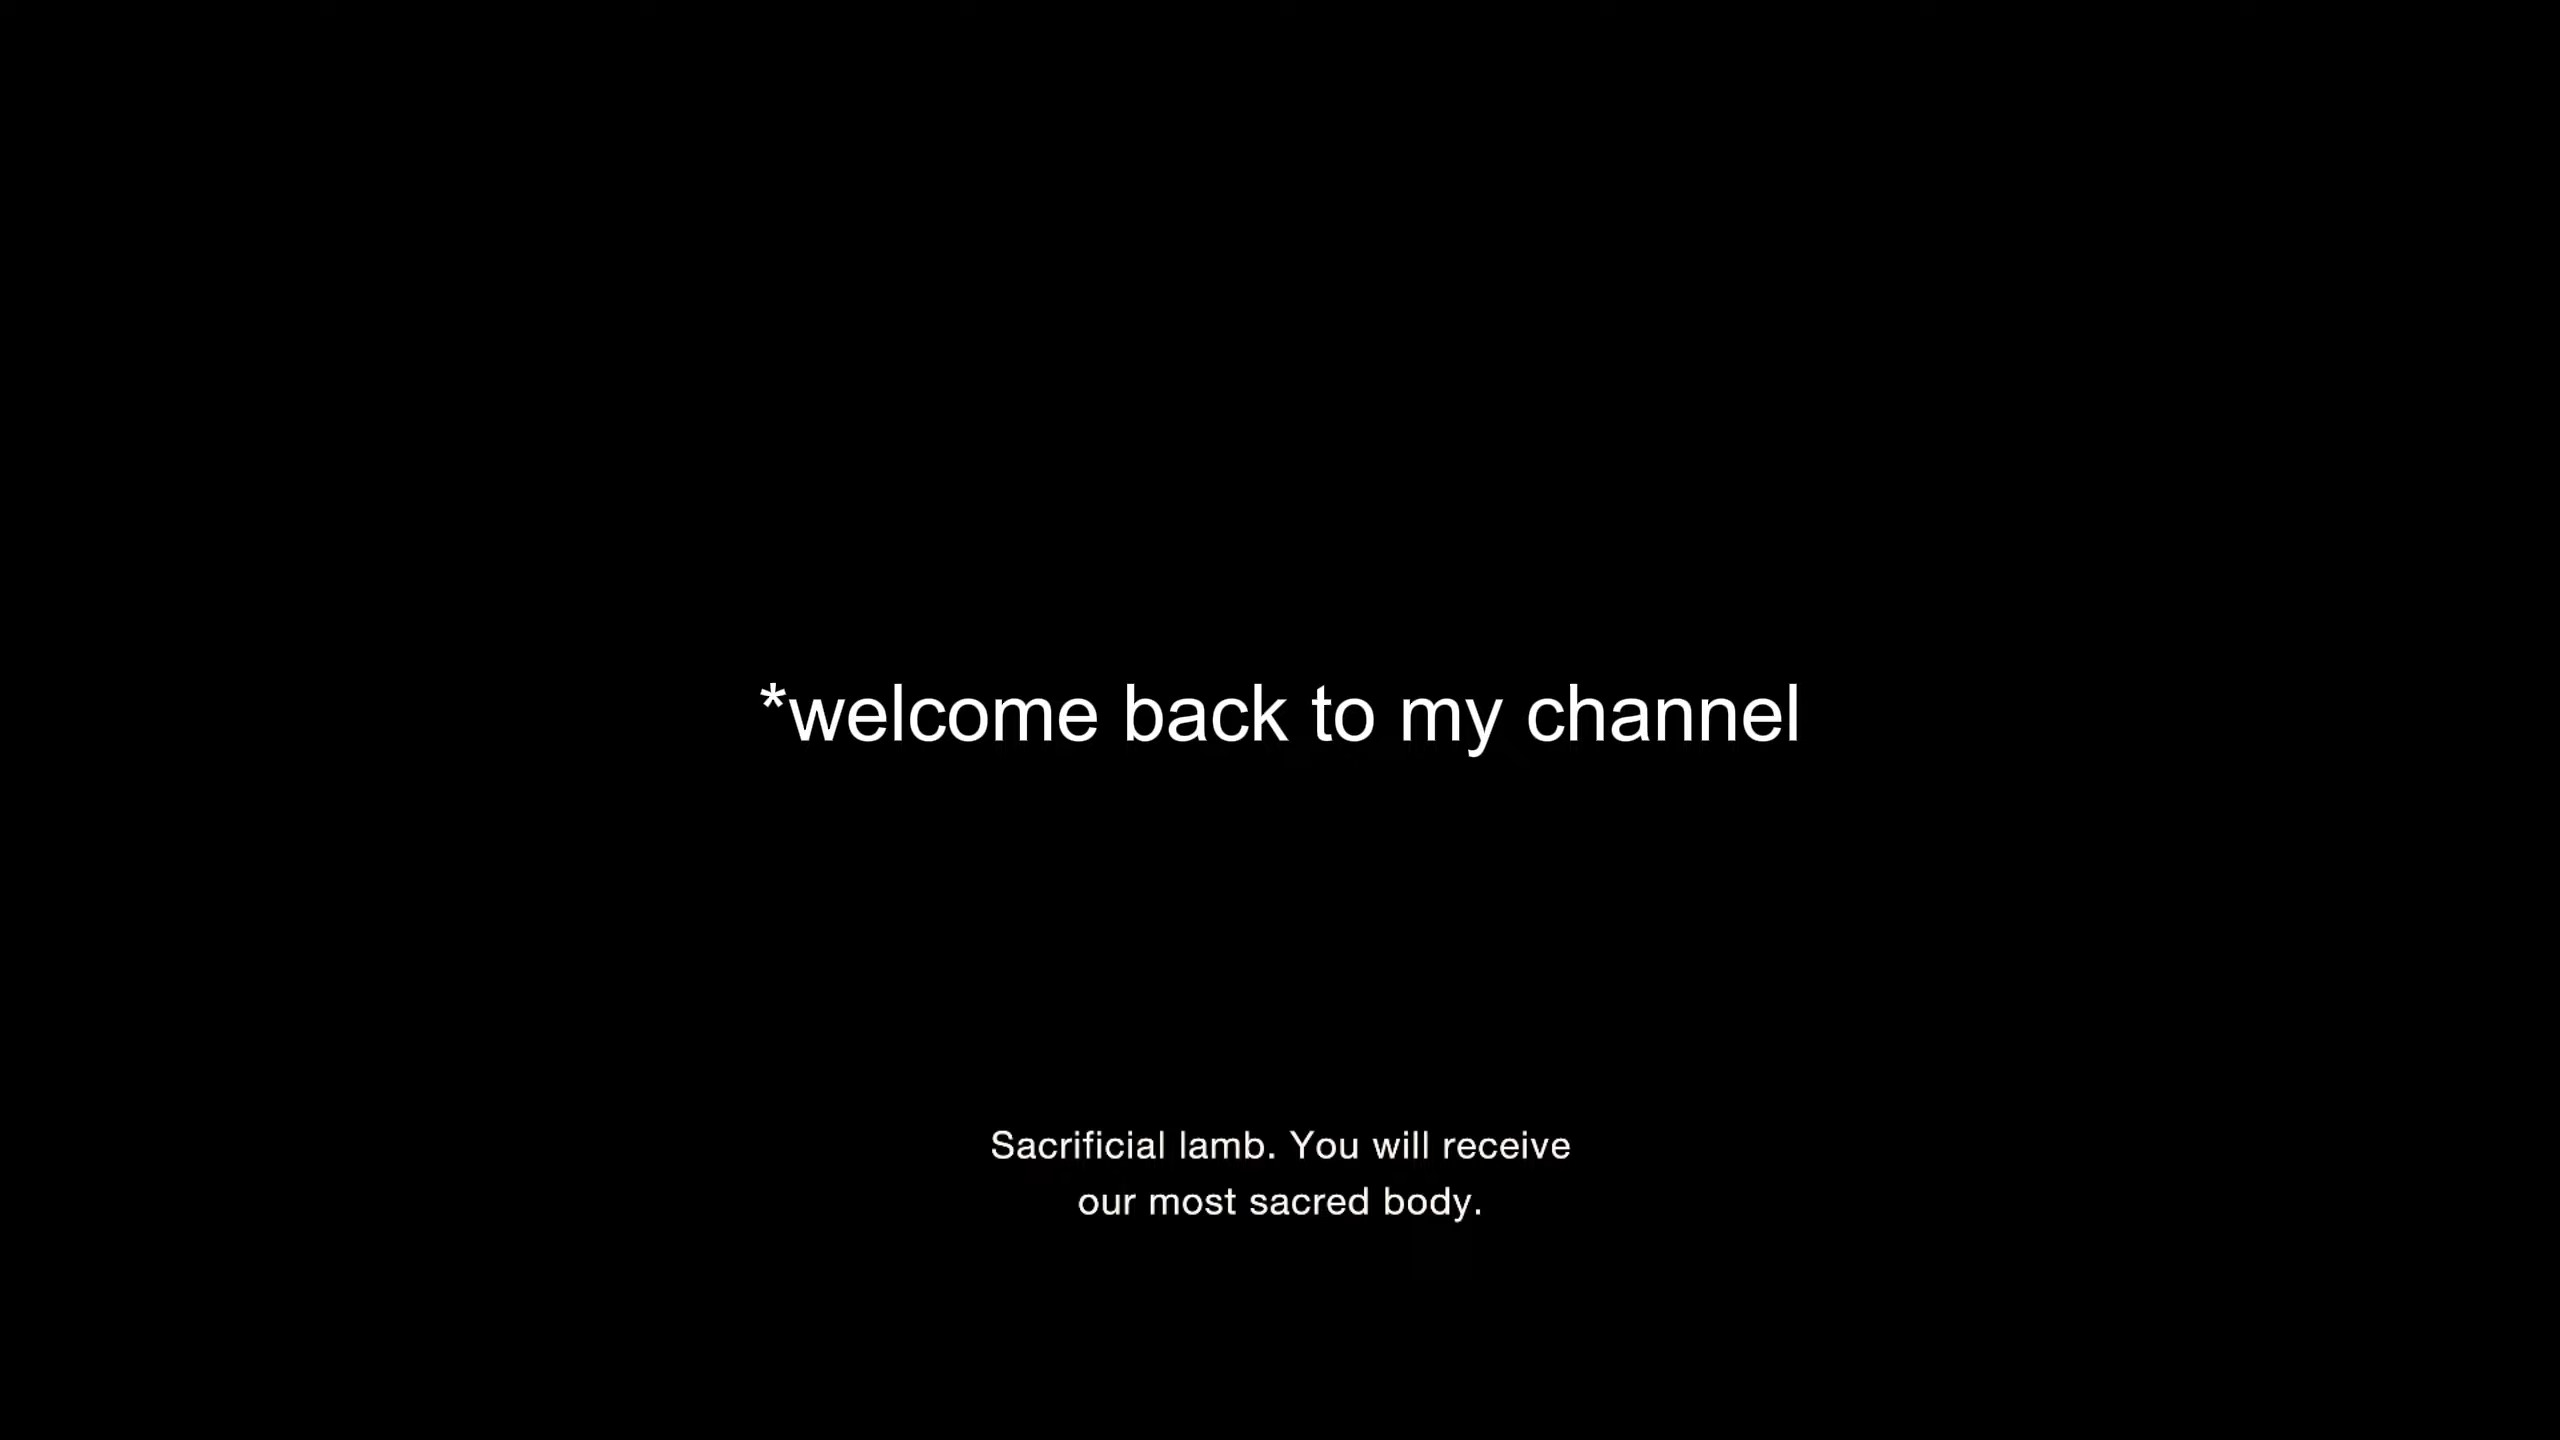 *welcome back to my channel
Sacrificial lamb. You will receive
our most sacred body.